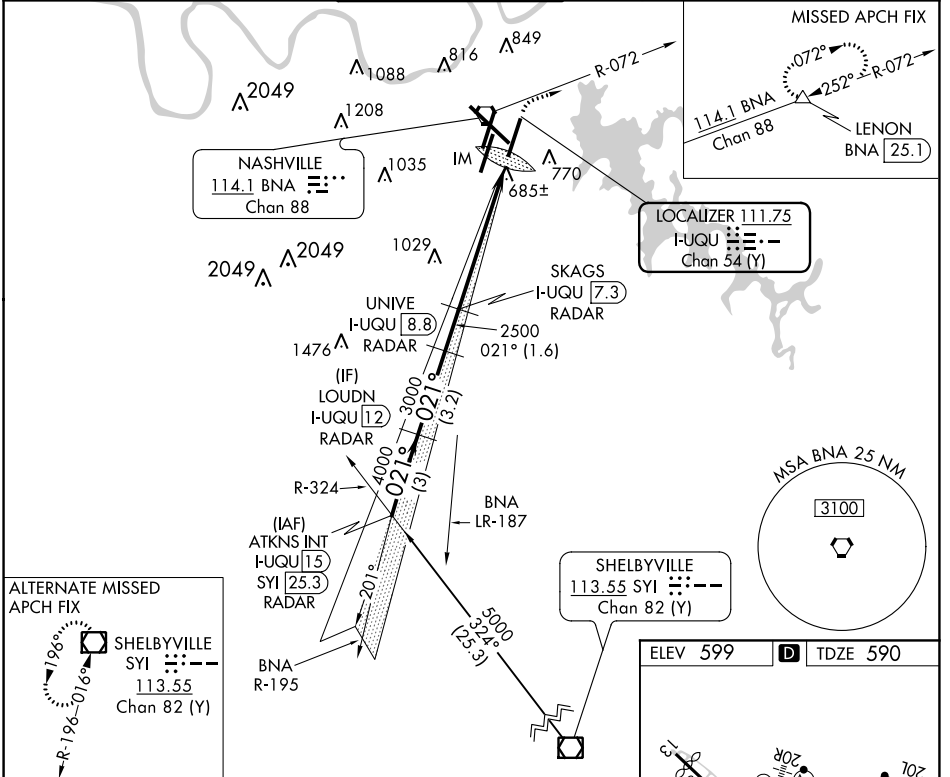 MISSED APCH FIX
072°
252°
R-072
114.1 BNA
Chan 88
LENON
BNA 25.1
849
816
1088
2049
1208
R-072
NASHVILLE
114.1 BNA
Chan 88
1035
IM
770
685±
LOCALIZER 111.75
I-UQU
Chan 54 (Y)
2049
2049
1029
SKAGS
I-UQU 7.3
RADAR
UNIVE
I-UQU 8.8
RADAR
2500
021° (1.6)
1476
(IF)
LOUDN
I-UQU 12
RADAR
3000
021°
(3.2)
4000
021°
(3)
R-324
BNA
LR-187
(IAF)
ATKNS INT
I-UQU 15
SYI 25.3
RADAR
201°
BNA
R-195
5000
324°
(25.3)
MSA BNA 25 NM
3100
SHELBYVILLE
113.55 SYI
Chan 82 (Y)
ALTERNATE MISSED
APCH FIX
196°
SHELBYVILLE
SYI
113.55
Chan 82 (Y)
R-196
016°
ELEV 599
D
TDZE 590
13
20R
20L